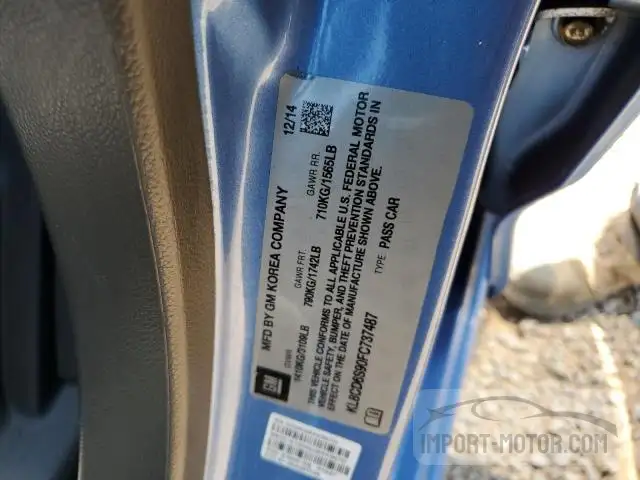 GM
MFD BY GM KOREA COMPANY 12/14
GVWR GAWR FRT. GAWR RR.
1410KG/3109LB 790KG/1742LB 710KG/1565LB
THIS VEHICLE CONFORMS TO ALL APPLICABLE U.S. FEDERAL MOTOR
VEHICLE SAFETY, BUMPER, AND THEFT PREVENTION STANDARDS IN
EFFECT ON THE DATE OF MANUFACTURE SHOWN ABOVE.
KL8CD6S90FC737487 TYPE: PASS CAR
IMPORT-MOTOR.COM